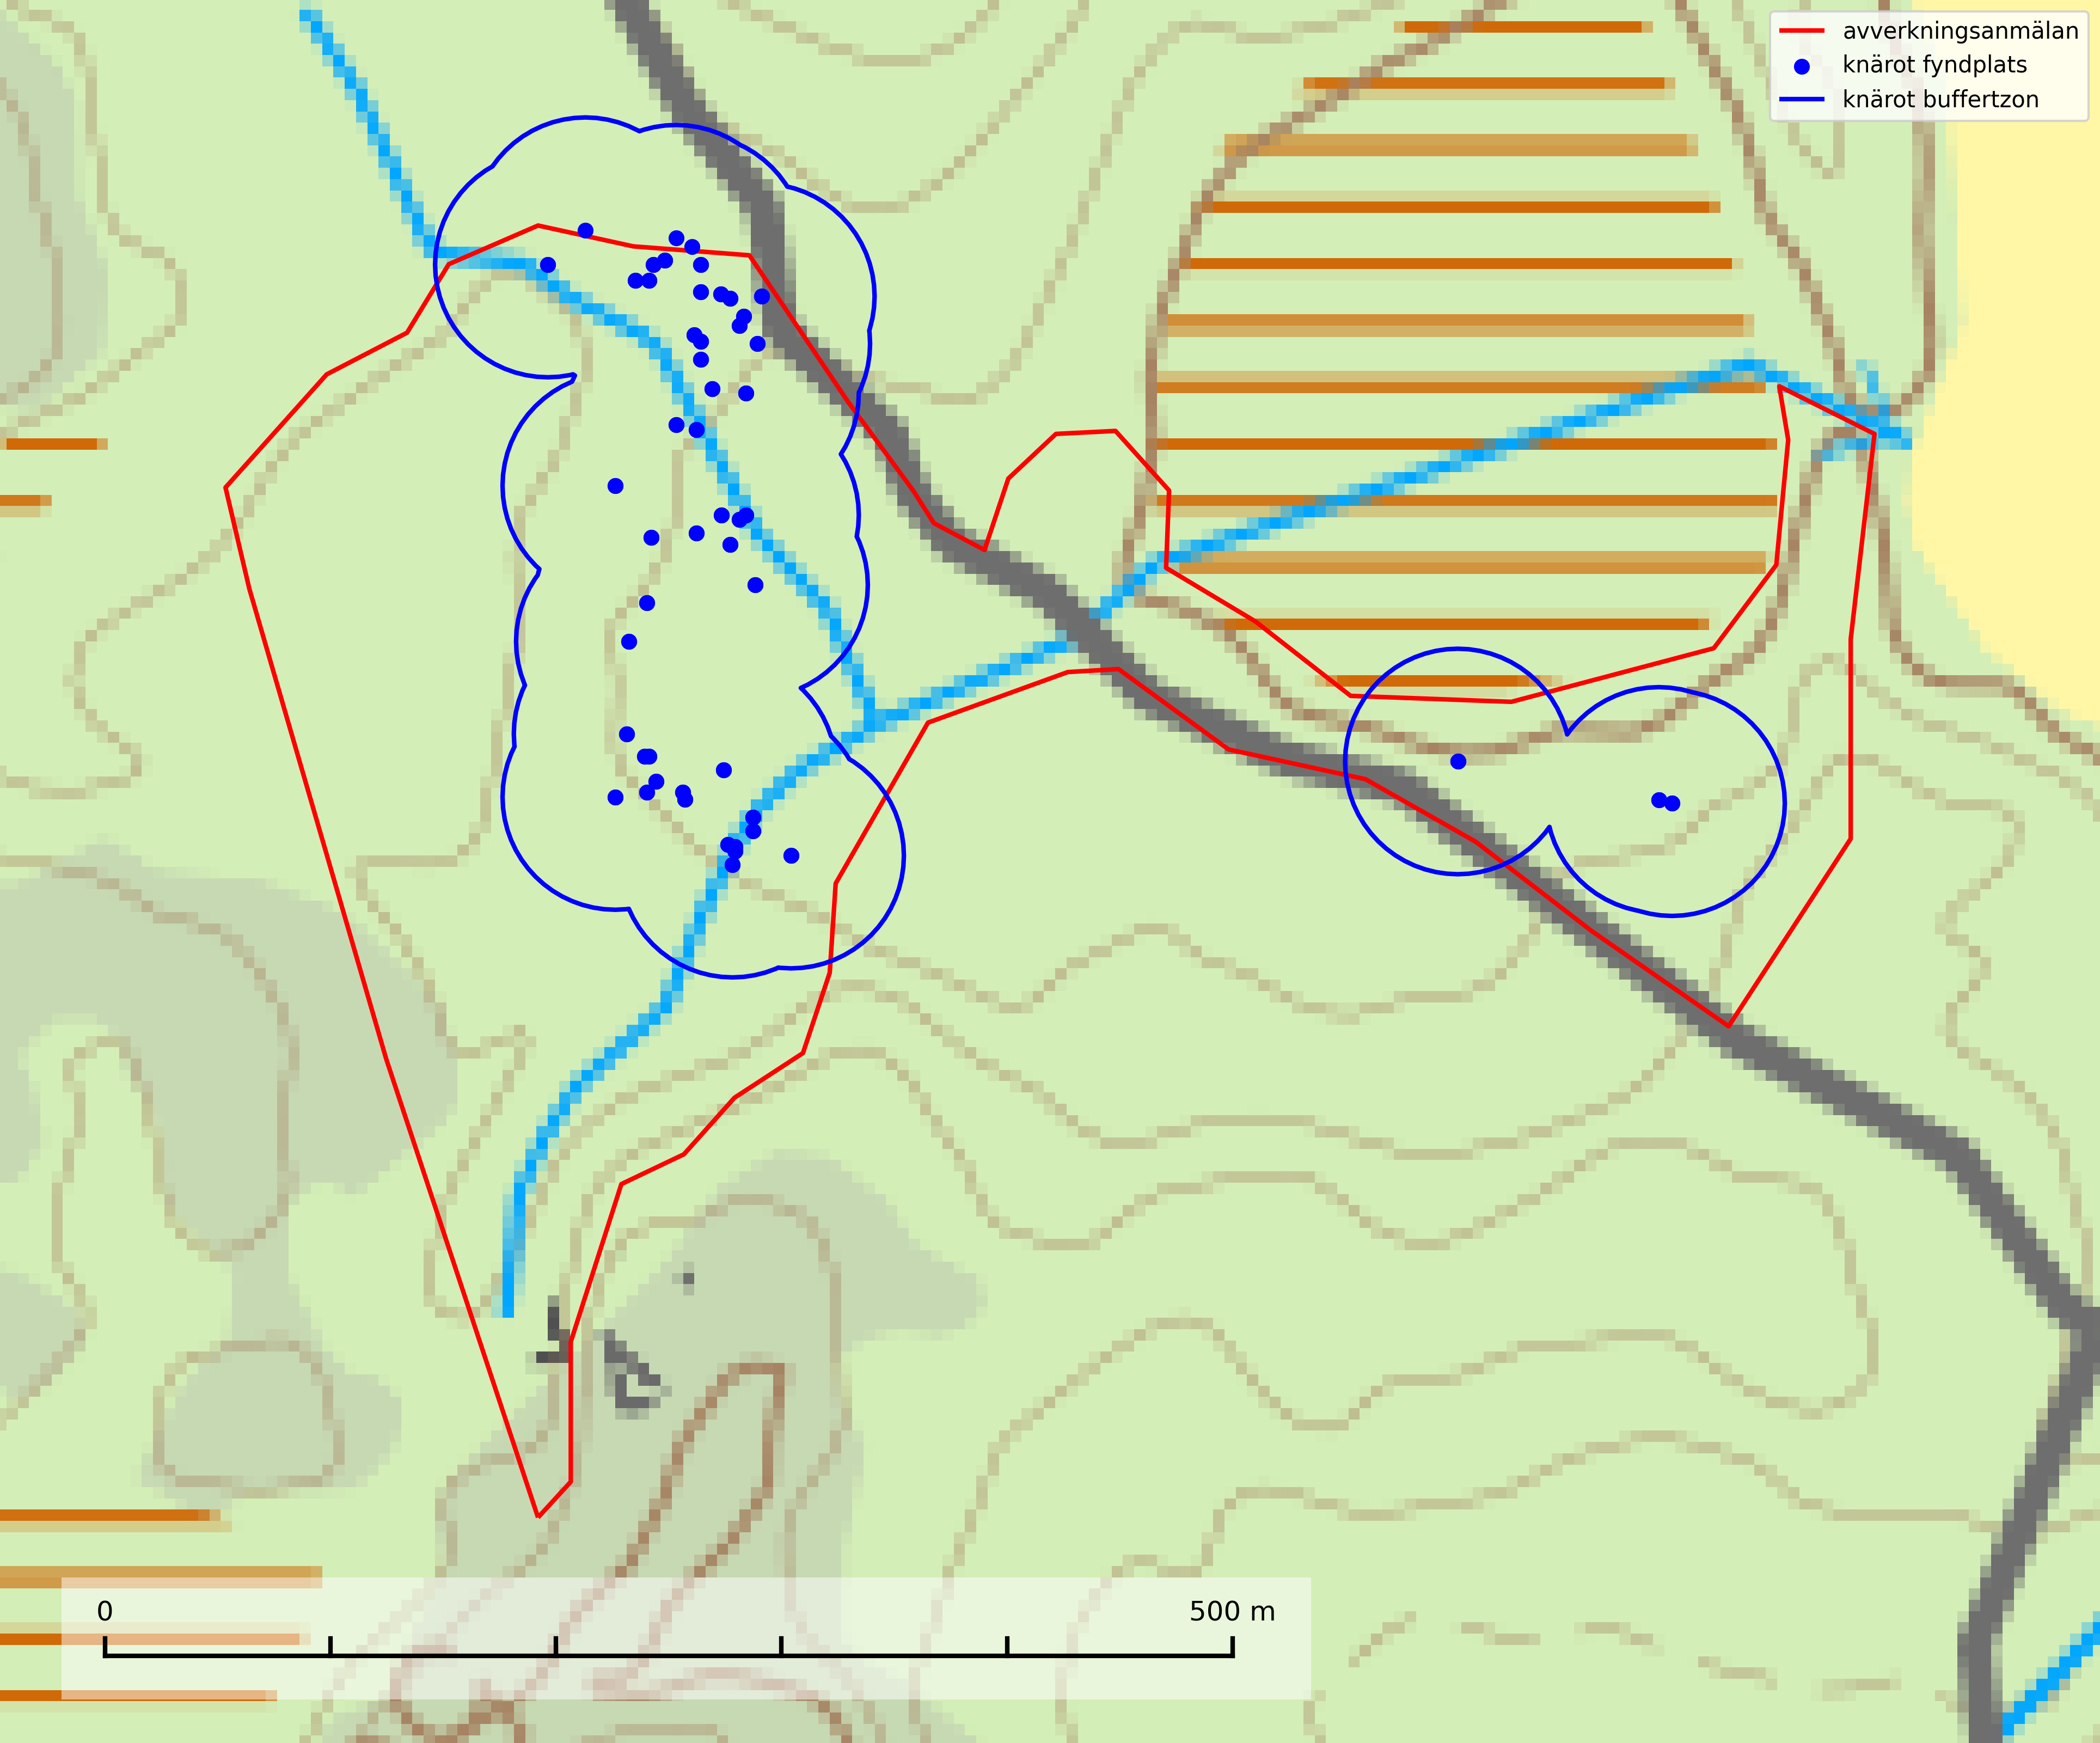 avverkningsanmälan
knärot fyndplats
knärot buffertzon
0
500 m